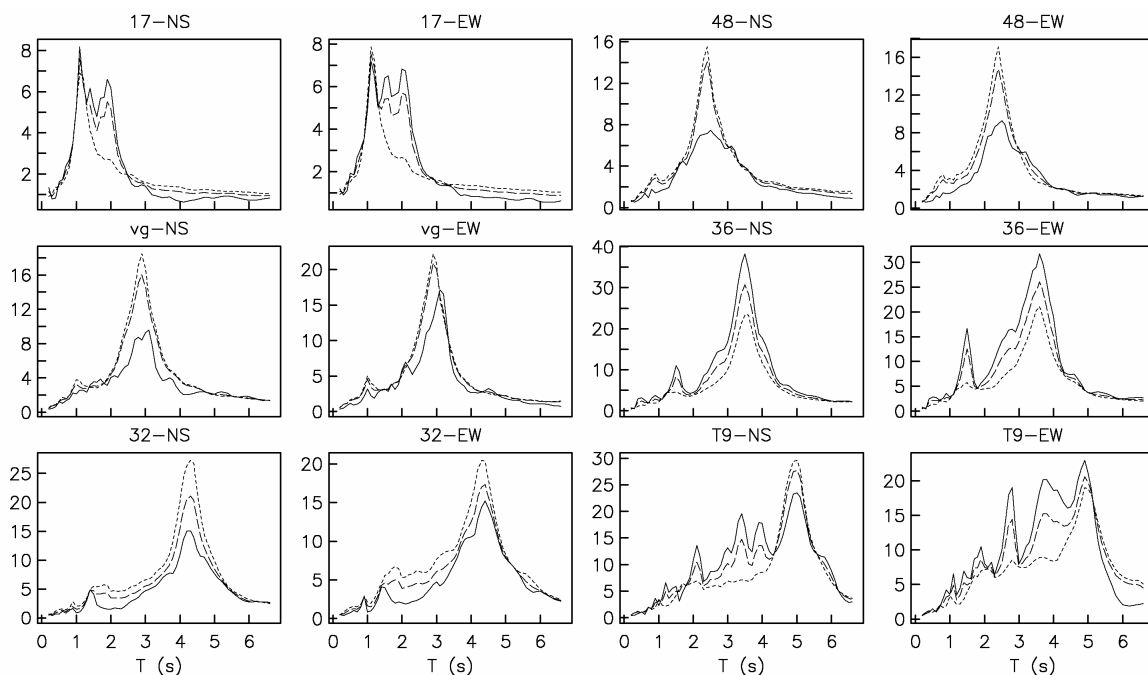 17-NS 17-EW 48-NS 48-EW
8 8 16 16
6 6 12 12
4 4 8 8
2 2 4 4
0 0
vg-NS vg-EW 36-NS 36-EW
16 20 40 30
12 15 30 25
8 10 20 20
4 5 10 15
0 0 0 10
5
0
32-NS 32-EW T9-NS T9-EW
25 20 30 20
20 15 25 15
15 10 20 10
10 5 15 5
5 0 10 0
0 5
0
0 1 2 3 4 5 6 0 1 2 3 4 5 6 0 1 2 3 4 5 6 0 1 2 3 4 5 6
T (s) T (s) T (s) T (s)